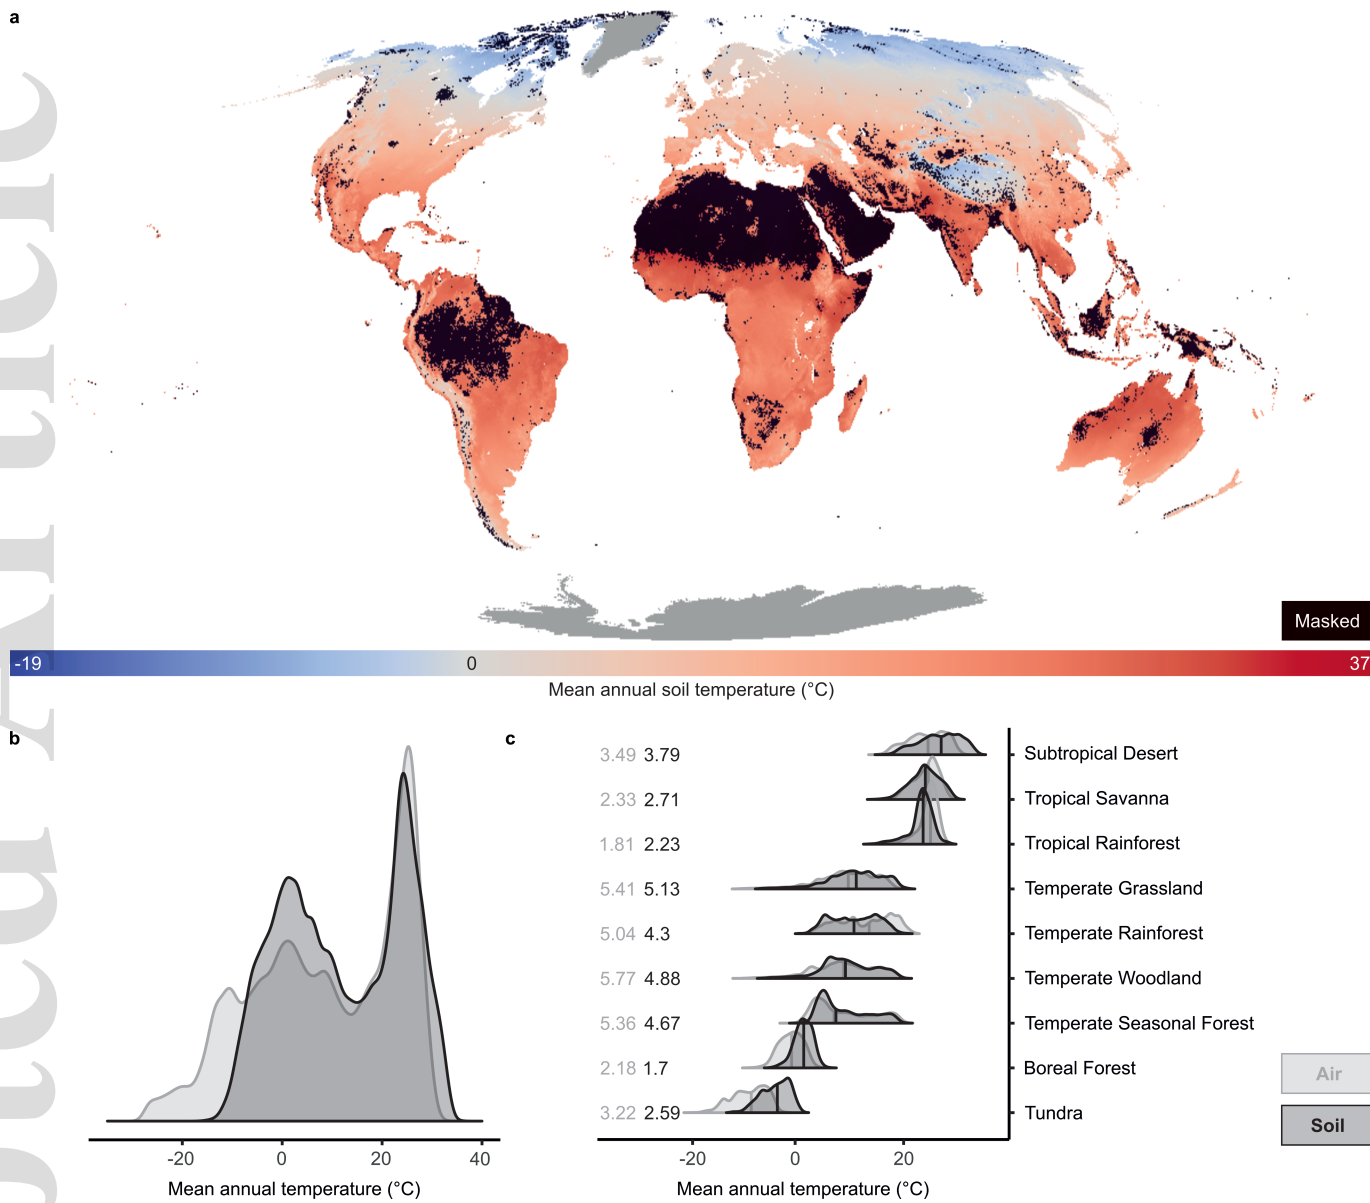 a
Masked
-19 0 37
Mean annual soil temperature (°C)
b
-20 0 20 40
Mean annual temperature (°C)
c
3.49 3.79 Subtropical Desert
2.33 2.71 Tropical Savanna
1.81 2.23 Tropical Rainforest
5.41 5.13 Temperate Grassland
5.04 4.3 Temperate Rainforest
5.77 4.88 Temperate Woodland
5.36 4.67 Temperate Seasonal Forest
2.18 1.7 Boreal Forest
3.22 2.59 Tundra
-20 0 20
Mean annual temperature (°C)
Air
Soil